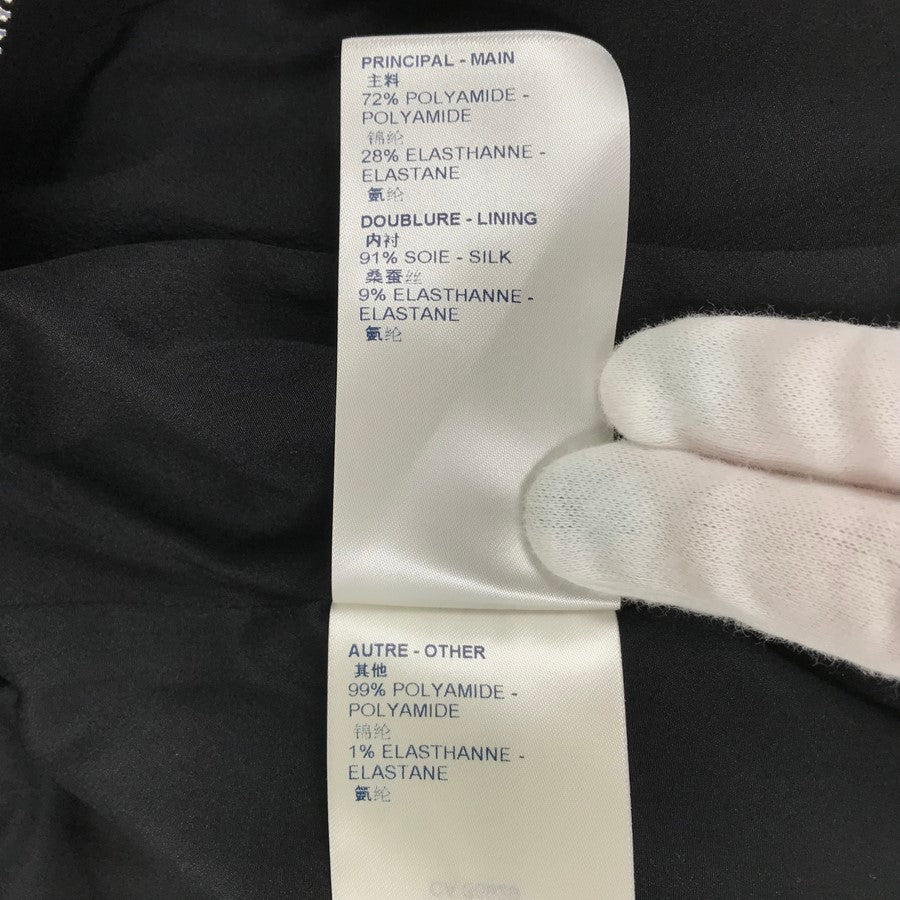 PRINCIPAL - MAIN
主料
72% POLYAMIDE -
POLYAMIDE
锦纶
28% ELASTHANNE -
ELASTANE
氨纶
DOUBLURE - LINING
内衬
91% SOIE - SILK
桑蚕丝
9% ELASTHANNE -
ELASTANE
氨纶
AUTRE - OTHER
其他
99% POLYAMIDE -
POLYAMIDE
锦纶
1% ELASTHANNE -
ELASTANE
氨纶